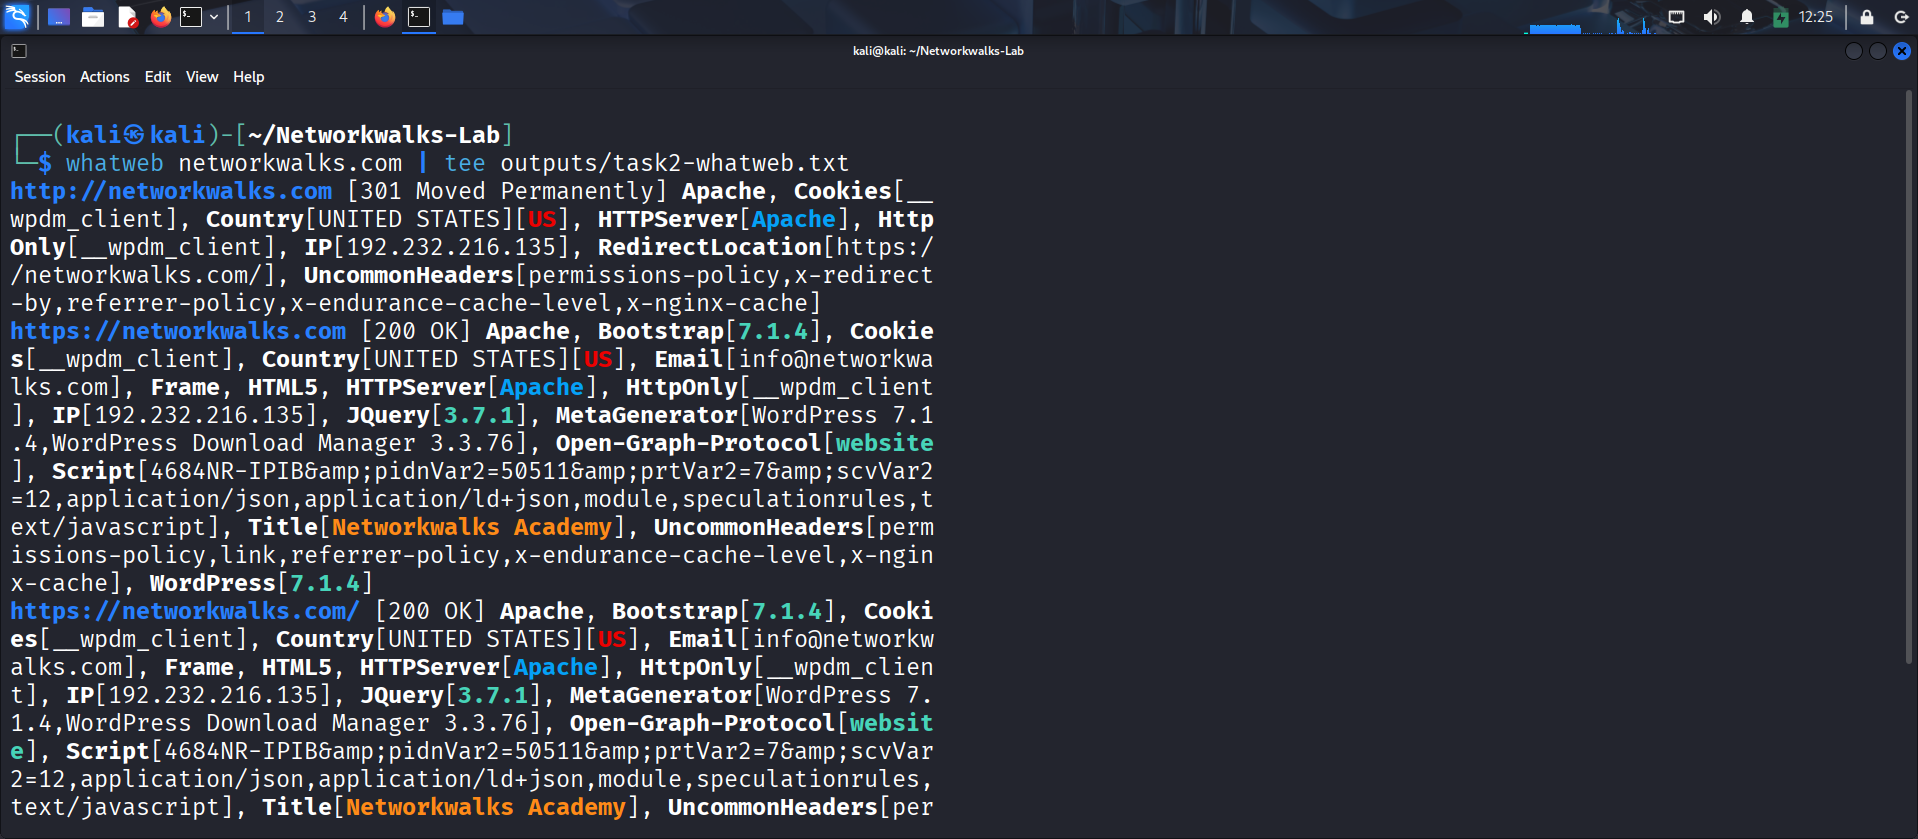 1 2 3 4 12:25
kali@kali: ~/Networkwalks-Lab
Session Actions Edit View Help
┌──(kali㉿kali)-[~/Networkwalks-Lab]
└─$ whatweb networkwalks.com | tee outputs/task2-whatweb.txt
http://networkwalks.com [301 Moved Permanently] Apache, Cookies[__
wpdm_client], Country[UNITED STATES][US], HTTPServer[Apache], Http
Only[__wpdm_client], IP[192.232.216.135], RedirectLocation[https:/
/networkwalks.com/], UncommonHeaders[permissions-policy,x-redirect
-by,referrer-policy,x-endurance-cache-level,x-nginx-cache]
https://networkwalks.com [200 OK] Apache, Bootstrap[7.1.4], Cookie
s[__wpdm_client], Country[UNITED STATES][US], Email[info@networkwa
lks.com], Frame, HTML5, HTTPServer[Apache], HttpOnly[__wpdm_client
], IP[192.232.216.135], JQuery[3.7.1], MetaGenerator[WordPress 7.1
.4,WordPress Download Manager 3.3.76], Open-Graph-Protocol[website
], Script[4684NR-IPIB&amp;pidnVar2=50511&amp;prtVar2=7&amp;scvVar2
=12,application/json,application/ld+json,module,speculationrules,t
ext/javascript], Title[Networkwalks Academy], UncommonHeaders[perm
issions-policy,link,referrer-policy,x-endurance-cache-level,x-ngin
x-cache], WordPress[7.1.4]
https://networkwalks.com/ [200 OK] Apache, Bootstrap[7.1.4], Cooki
es[__wpdm_client], Country[UNITED STATES][US], Email[info@networkw
alks.com], Frame, HTML5, HTTPServer[Apache], HttpOnly[__wpdm_clien
t], IP[192.232.216.135], JQuery[3.7.1], MetaGenerator[WordPress 7.
1.4,WordPress Download Manager 3.3.76], Open-Graph-Protocol[websit
e], Script[4684NR-IPIB&amp;pidnVar2=50511&amp;prtVar2=7&amp;scvVar
2=12,application/json,application/ld+json,module,speculationrules,
text/javascript], Title[Networkwalks Academy], UncommonHeaders[per